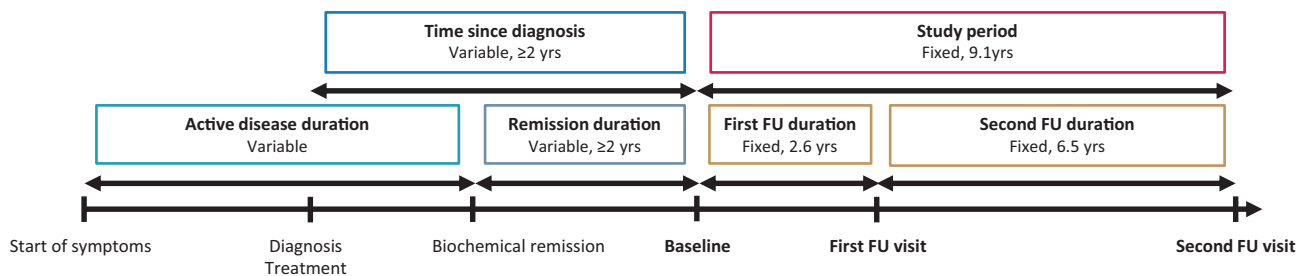 Time since diagnosis
Variable, ≥2 yrs
Study period
Fixed, 9.1yrs
Active disease duration
Variable
Remission duration
Variable, ≥2 yrs
First FU duration
Fixed, 2.6 yrs
Second FU duration
Fixed, 6.5 yrs
Start of symptoms
Diagnosis
Treatment
Biochemical remission
Baseline
First FU visit
Second FU visit